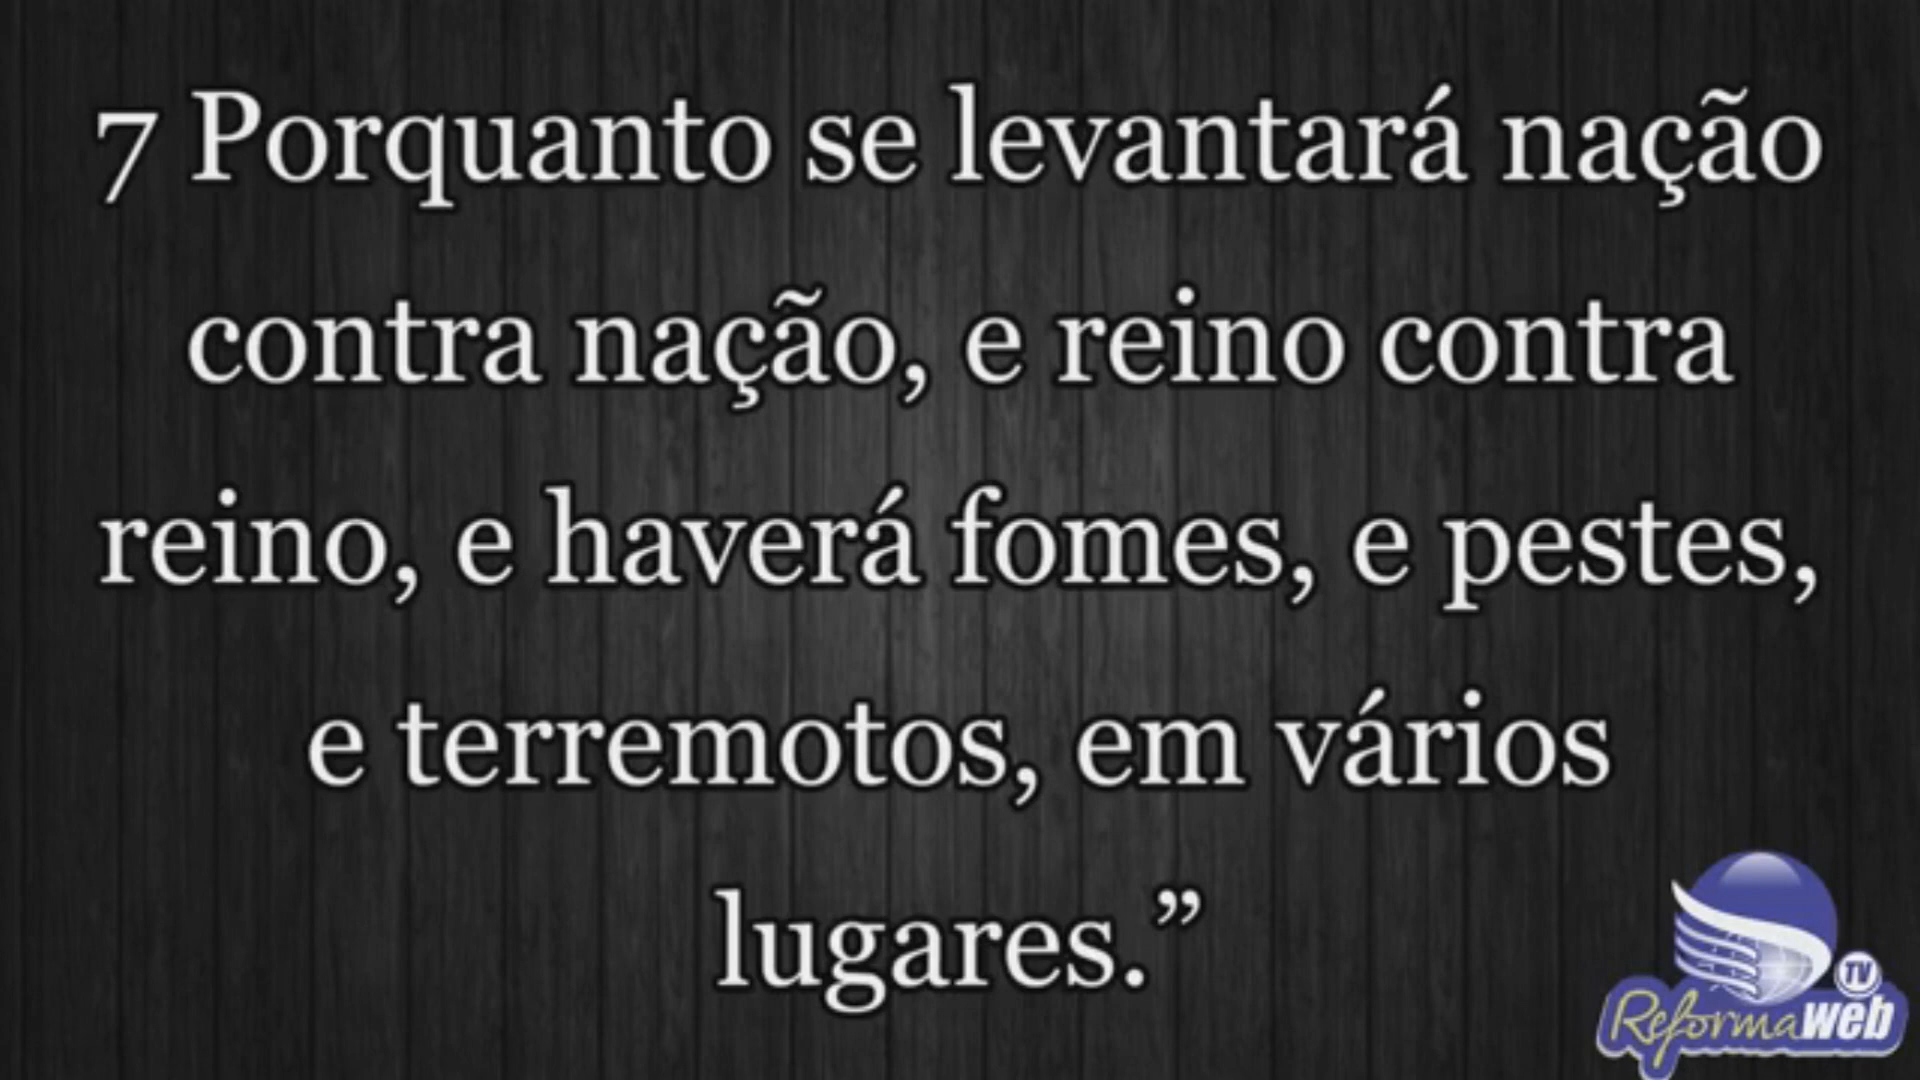 7 Porquanto se levantará nação
contra nação, e reino contra
reino, e haverá fomes, e pestes,
e terremotos, em vários
lugares.”
TV
Reformaweb